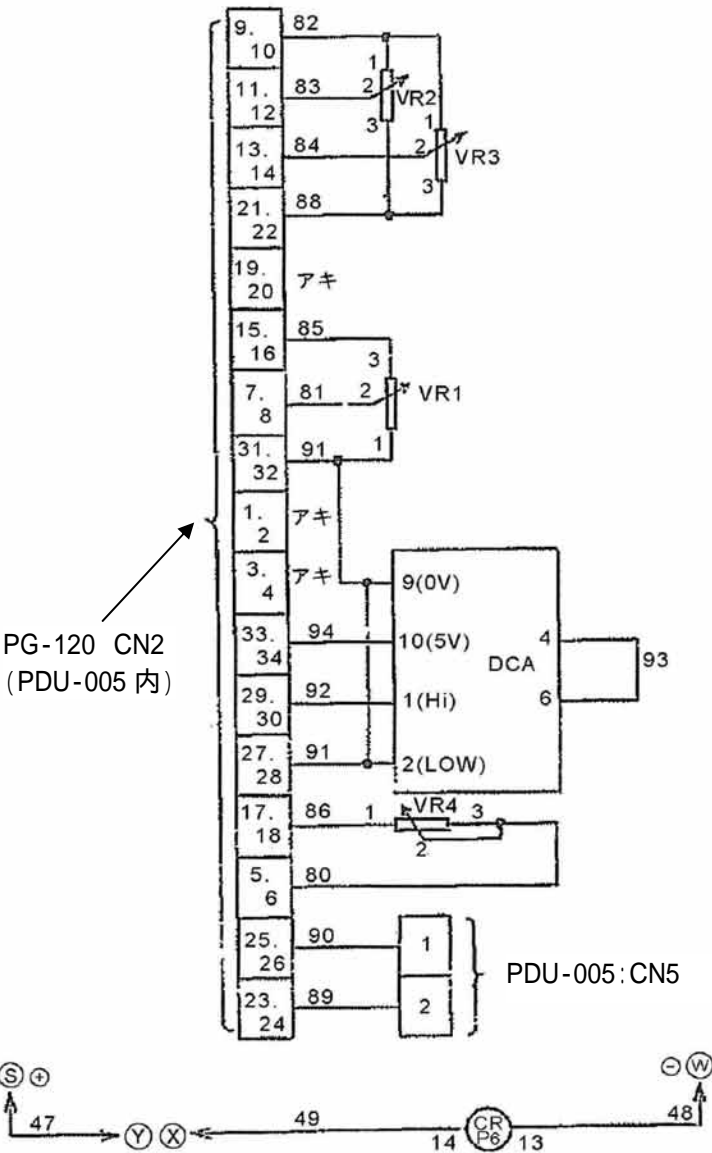 9. 82
10
1
11. 83 2 VR2
12
3 1
13. 84 2 VR3
14
3
21. 88
22
19. アキ
20
15. 85
16
3
7. 81 2 VR1
8
1
31. 91
32
1. アキ
2
3. アキ
4
9(0V)
PG-120 CN2
(PDU-005 内)
33. 94 10(5V) DCA 4 93
34
29. 92 1(Hi) 6
30
27. 91 2(LOW)
28
17. 86 1 VR4 3
18
2
5. 80
6
25. 90 1
26
PDU-005:CN5
23. 89 2
24
S ⊕ ⊖ W
47 Y X 49 14 CR P6 13 48